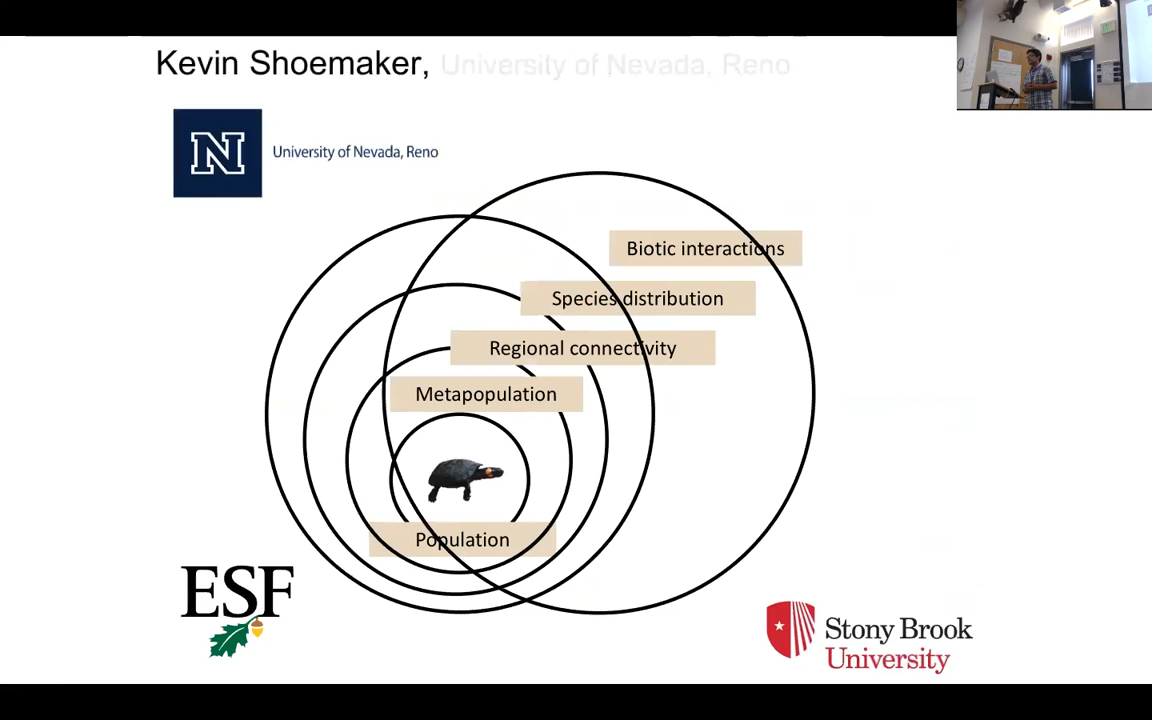 Kevin Shoemaker, University of Nevada, Reno
N
University of Nevada, Reno
Biotic interactions
Species distribution
Regional connectivity
Metapopulation
Population
ESF
Stony Brook
University